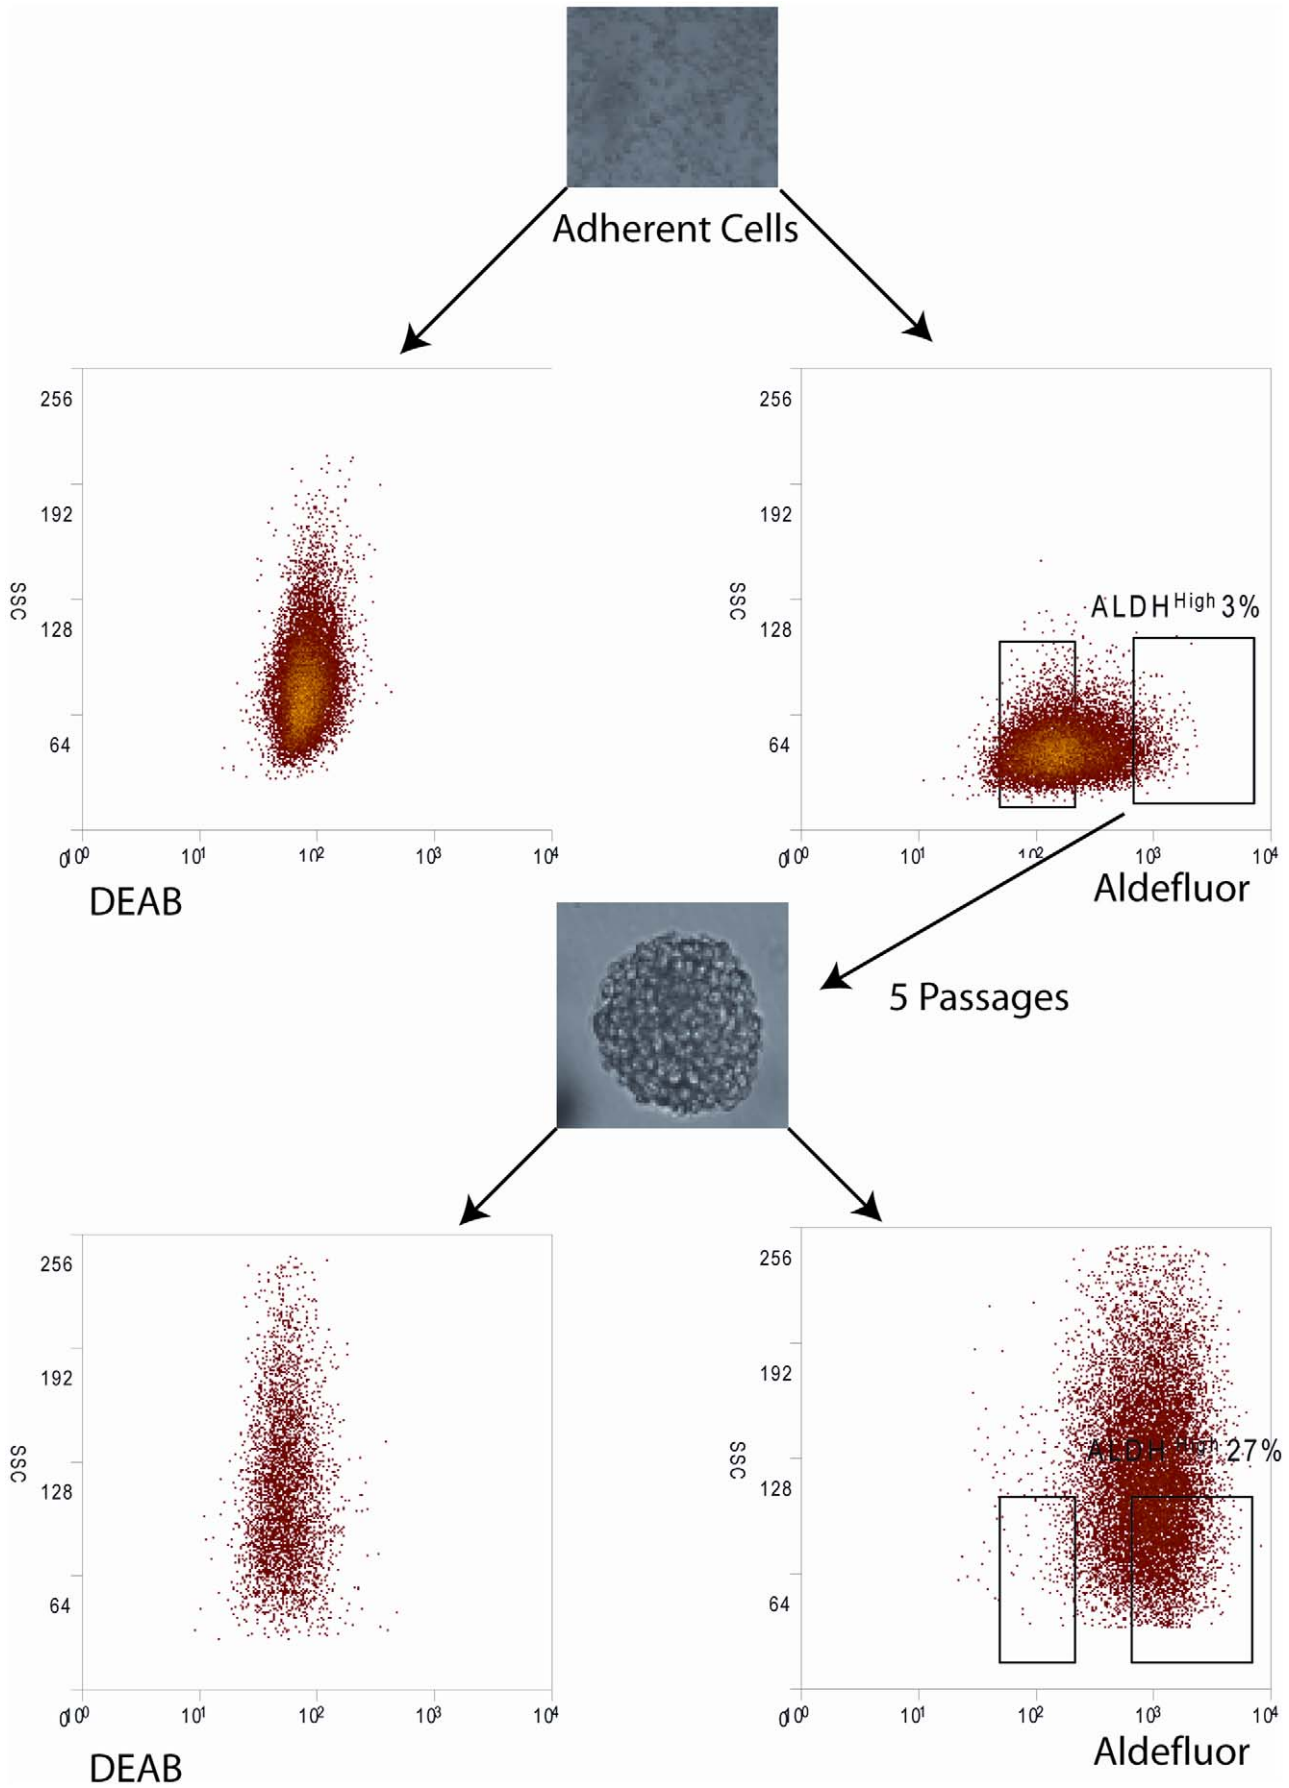 Adherent Cells
256
192
SSC
128
64
0
10⁰ 10¹ 10² 10³ 10⁴
DEAB
256
192
SSC
ALDH^High 3%
128
64
0
10⁰ 10¹ 10² 10³ 10⁴
Aldefluor
5 Passages
256
192
SSC
128
64
0
10⁰ 10¹ 10² 10³ 10⁴
DEAB
256
192
SSC
ALDH^High 27%
128
64
0
10⁰ 10¹ 10² 10³ 10⁴
Aldefluor